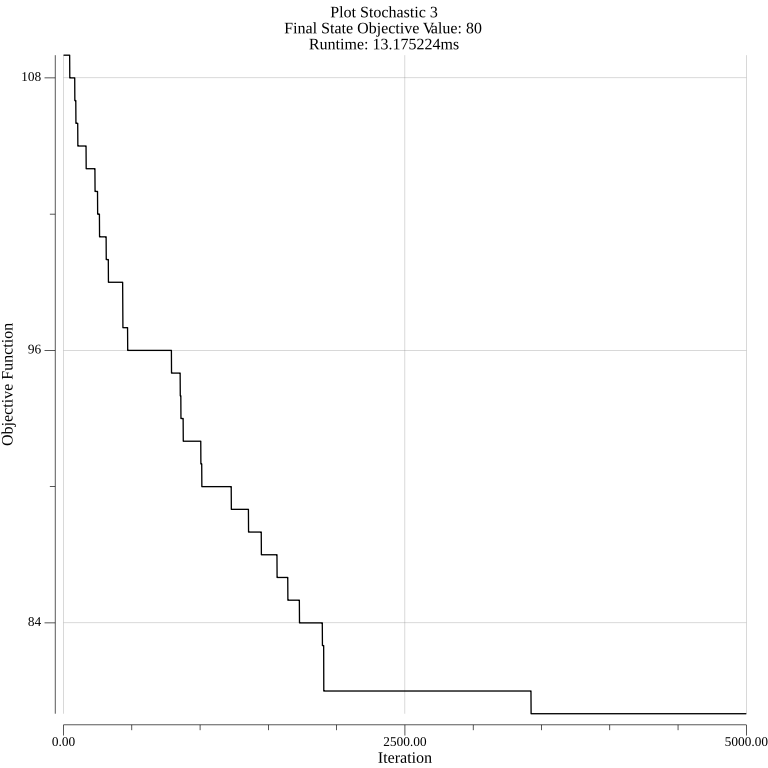 Plot Stochastic 3
Final State Objective Value: 80
Runtime: 13.175224ms
108
96
84
Objective Function
0.00
2500.00
5000.00
Iteration